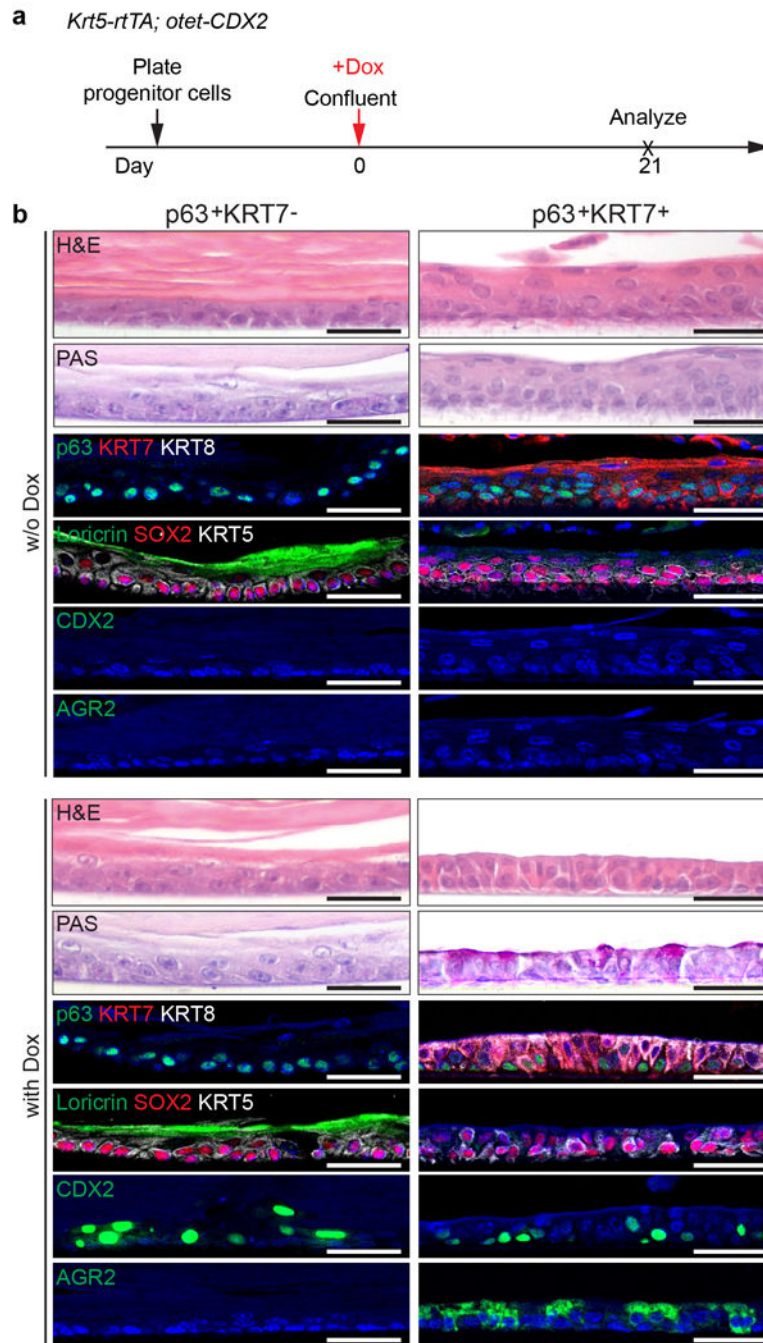 a Krt5-rtTA; otet-CDX2
Plate
progenitor cells
+Dox
Confluent
Analyze
x
Day 0 21
b p63+KRT7- p63+KRT7+
w/o Dox
H&E
PAS
p63 KRT7 KRT8
Loricrin SOX2 KRT5
CDX2
AGR2
with Dox
H&E
PAS
p63 KRT7 KRT8
Loricrin SOX2 KRT5
CDX2
AGR2